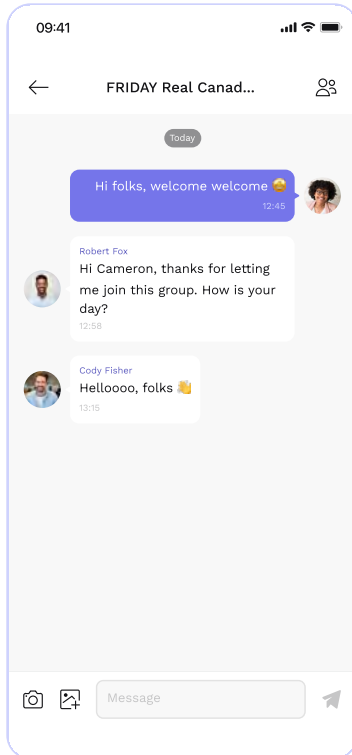 09:41
FRIDAY Real Canad...
Today
Hi folks, welcome welcome 🤩
12:45
Robert Fox
Hi Cameron, thanks for letting
me join this group. How is your
day?
12:58
Cody Fisher
Helloooo, folks 👋
13:15
Message